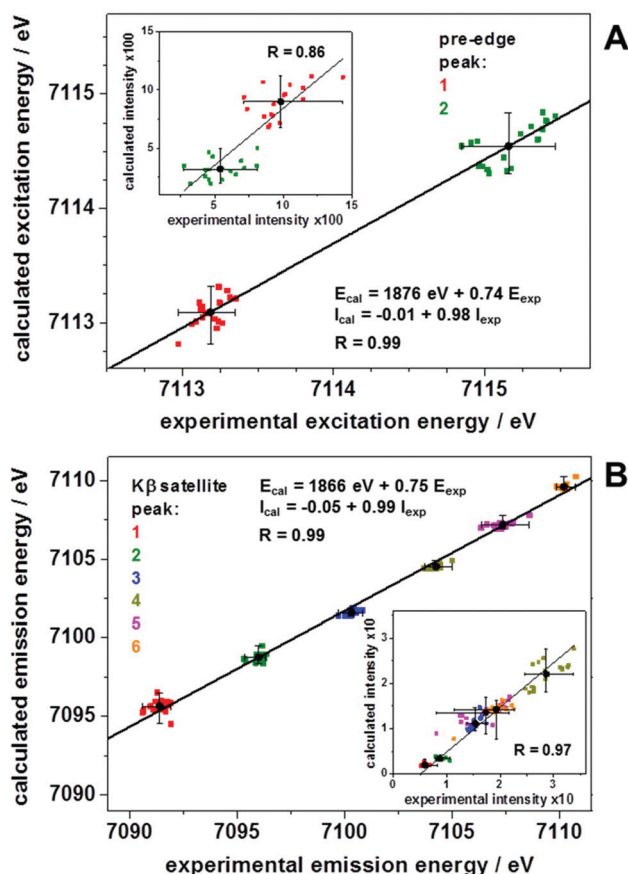 A
pre-edge
peak:
1
2
R = 0.86
calculated intensity x100
10
5
5
10
experimental intensity x100
E_cal = 1876 eV + 0.74 E_exp
I_cal = -0.01 + 0.98 I_exp
R = 0.99
calculated excitation energy / eV
7115
7114
7113
7113
7114
7115
experimental excitation energy / eV
B
Kβ satellite
peak:
1
2
3
4
5
6
E_cal = 1866 eV + 0.75 E_exp
I_cal = -0.05 + 0.99 I_exp
R = 0.99
calculated emission energy / eV
7110
7105
7100
7095
7090
7090
7095
7100
7105
7110
experimental emission energy / eV
calculated intensity x10
3
2
1
0
0
1
2
3
experimental intensity x10
R = 0.97